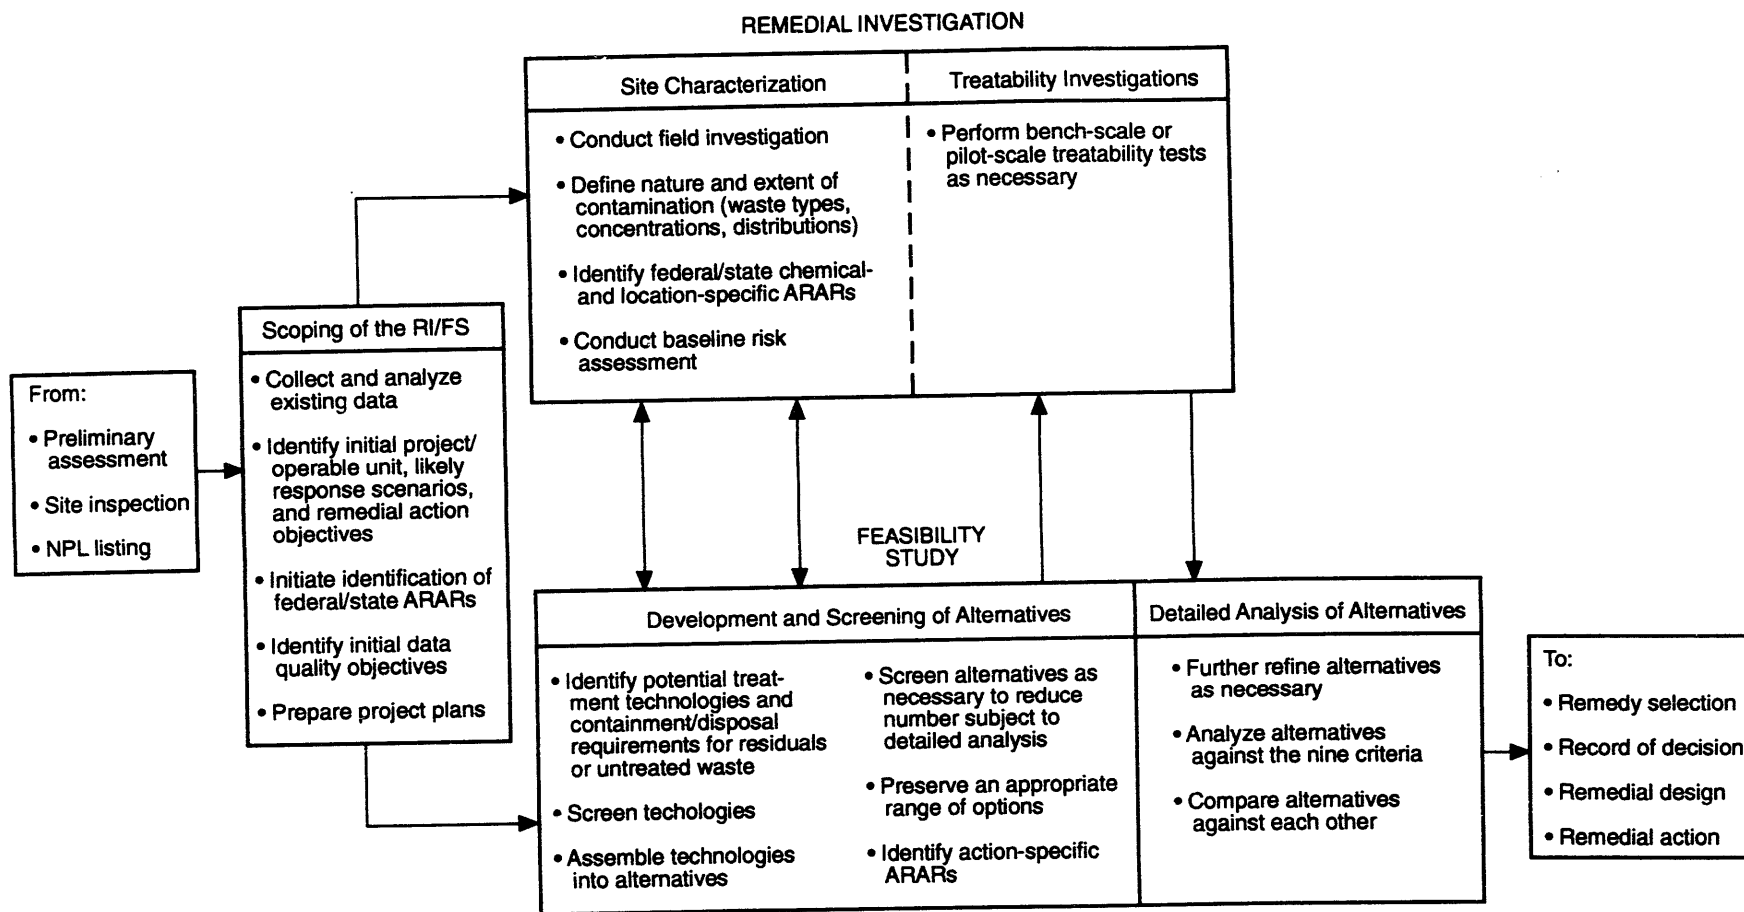 REMEDIAL INVESTIGATION
Site Characterization
• Conduct field investigation
• Define nature and extent of
contamination (waste types,
concentrations, distributions)
• Identify federal/state chemical-
and location-specific ARARs
• Conduct baseline risk
assessment
Treatability Investigations
• Perform bench-scale or
pilot-scale treatability tests
as necessary
From:
• Preliminary
assessment
• Site inspection
• NPL listing
Scoping of the RI/FS
• Collect and analyze
existing data
• Identify initial project/
operable unit, likely
response scenarios,
and remedial action
objectives
• Initiate identification of
federal/state ARARs
• Identify initial data
quality objectives
• Prepare project plans
FEASIBILITY
STUDY
Development and Screening of Alternatives
• Identify potential treat-
ment technologies and
containment/disposal
requirements for residuals
or untreated waste
• Screen techologies
• Assemble technologies
into alternatives
• Screen alternatives as
necessary to reduce
number subject to
detailed analysis
• Preserve an appropriate
range of options
• Identify action-specific
ARARs
Detailed Analysis of Alternatives
• Further refine alternatives
as necessary
• Analyze alternatives
against the nine criteria
• Compare alternatives
against each other
To:
• Remedy selection
• Record of decision
• Remedial design
• Remedial action